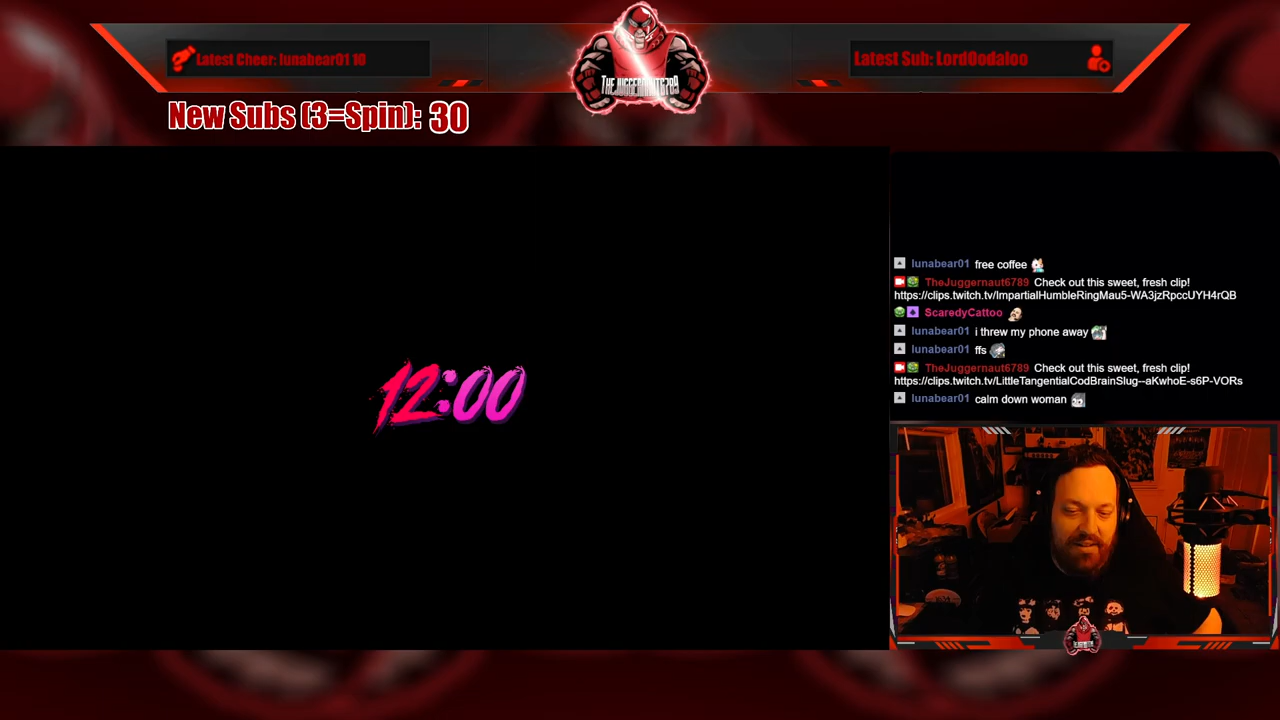 Latest Cheer: lunabear01 10
THEJUGGERNAUT6789
Latest Sub: LordOodaloo
New Subs (3=Spin): 30
12:00
lunabear01 free coffee
TheJuggernaut6789 Check out this sweet, fresh clip!
https://clips.twitch.tv/ImpartialHumbleRingMau5-WA3jzRpccUYH4rQB
ScaredyCattoo
lunabear01 i threw my phone away
lunabear01 ffs
TheJuggernaut6789 Check out this sweet, fresh clip!
https://clips.twitch.tv/LittleTangentialCodBrainSlug--aKwhoE-s6P-VORs
lunabear01 calm down woman